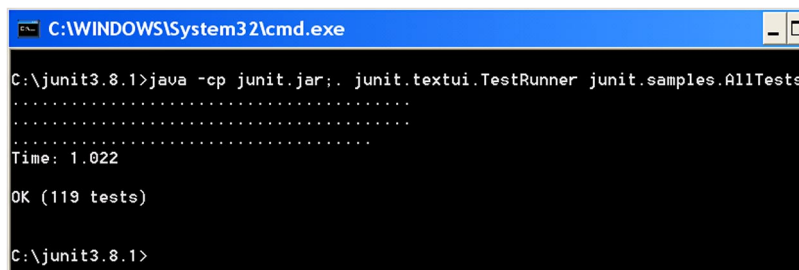 C:\WINDOWS\System32\cmd.exe
C:\junit3.8.1>java -cp junit.jar;. junit.textui.TestRunner junit.samples.AllTests
.........................................
.........................................
.....................................
Time: 1.022
OK (119 tests)
C:\junit3.8.1>